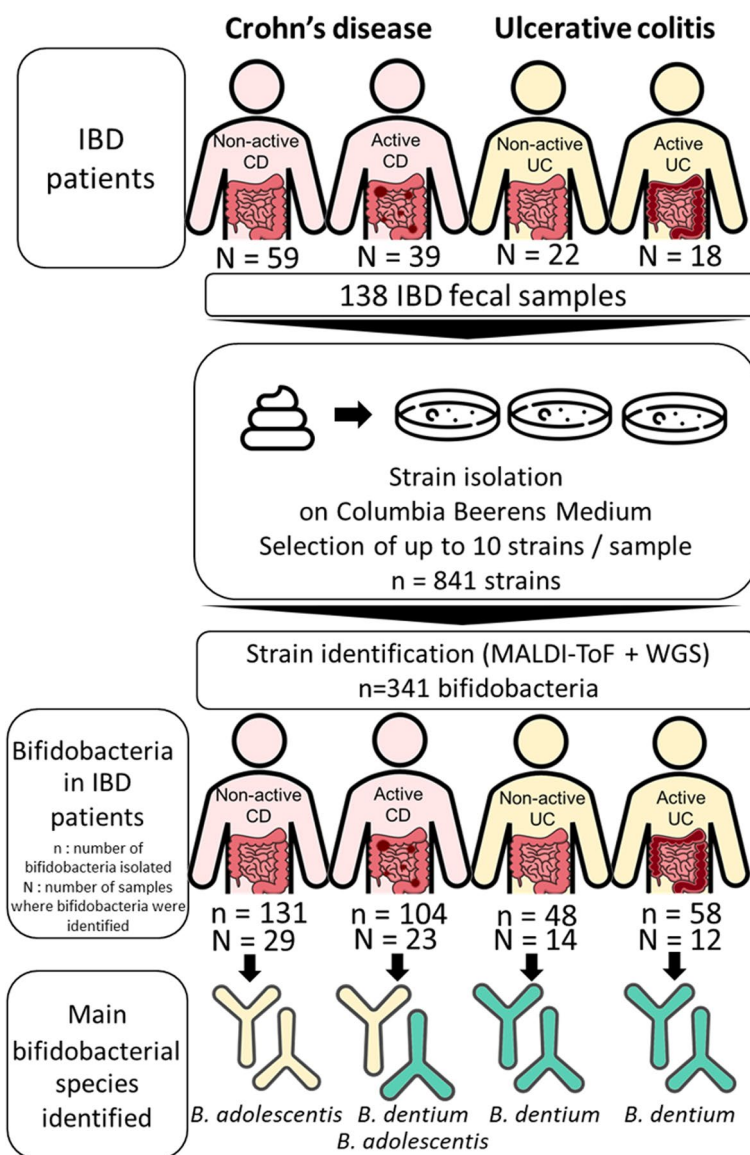 Crohn's disease
Ulcerative colitis
IBD
patients
Non-active
CD
Active
CD
Non-active
UC
Active
UC
N = 59
N = 39
N = 22
N = 18
138 IBD fecal samples
Strain isolation
on Columbia Beerens Medium
Selection of up to 10 strains / sample
n = 841 strains
Strain identification (MALDI-ToF + WGS)
n=341 bifidobacteria
Bifidobacteria
in IBD
patients
n : number of
bifidobacteria isolated
N : number of samples
where bifidobacteria were
identified
Non-active
CD
Active
CD
Non-active
UC
Active
UC
n = 131
N = 29
n = 104
N = 23
n = 48
N = 14
n = 58
N = 12
Main
bifidobacterial
species
identified
B. adolescentis
B. dentium
B. adolescentis
B. dentium
B. dentium